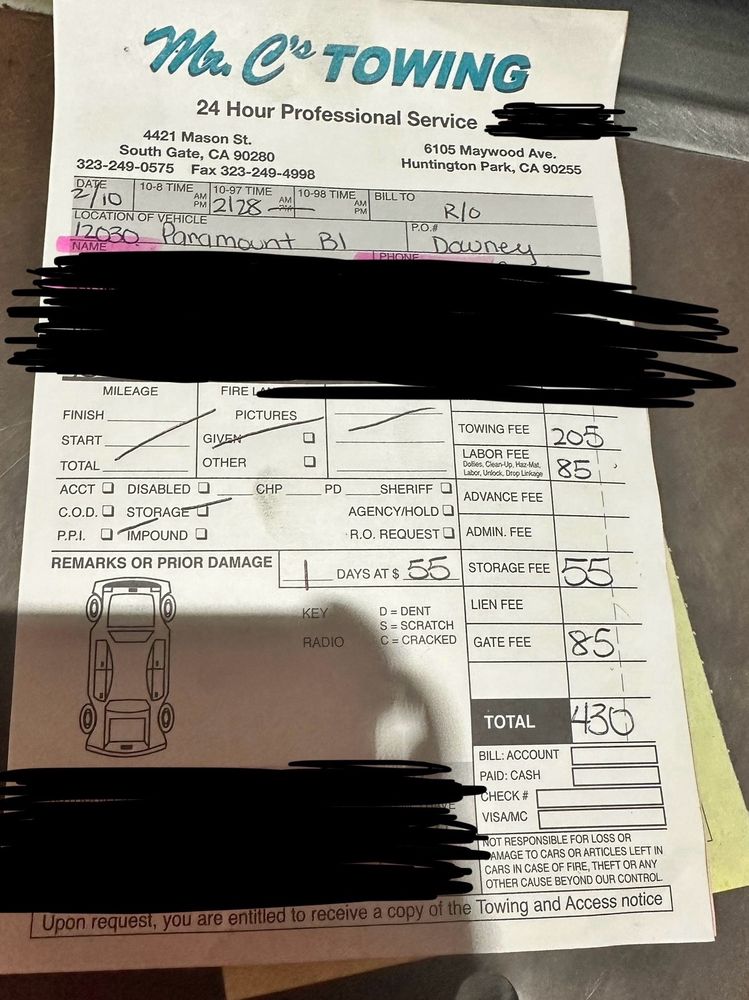 Mr. C's TOWING
24 Hour Professional Service
4421 Mason St.
South Gate, CA 90280
323-249-0575 Fax 323-249-4998
6105 Maywood Ave.
Huntington Park, CA 90255
DATE 2/10
10-8 TIME AM PM
10-97 TIME 2128 AM PM
10-98 TIME AM PM
BILL TO R/O
LOCATION OF VEHICLE 12030 Paramount Bl
P.O.# Downey
NAME
PHONE
MILEAGE
FINISH
START
TOTAL
FIRE
PICTURES
GIVEN
OTHER
ACCT DISABLED CHP PD SHERIFF
C.O.D. STORAGE AGENCY/HOLD
P.P.I. IMPOUND R.O. REQUEST
TOWING FEE 205
LABOR FEE 85
Dollies, Clean-Up, Haz-Mat,
Labor, Unlock, Drop Linkage
ADVANCE FEE
ADMIN. FEE
REMARKS OR PRIOR DAMAGE
1 DAYS AT $ 55
STORAGE FEE 55
KEY D = DENT
S = SCRATCH
RADIO C = CRACKED
LIEN FEE
GATE FEE 85
TOTAL 430
BILL: ACCOUNT
PAID: CASH
CHECK #
VISA/MC
NOT RESPONSIBLE FOR LOSS OR
DAMAGE TO CARS OR ARTICLES LEFT IN
CARS IN CASE OF FIRE, THEFT OR ANY
OTHER CAUSE BEYOND OUR CONTROL
Upon request, you are entitled to receive a copy of the Towing and Access notice